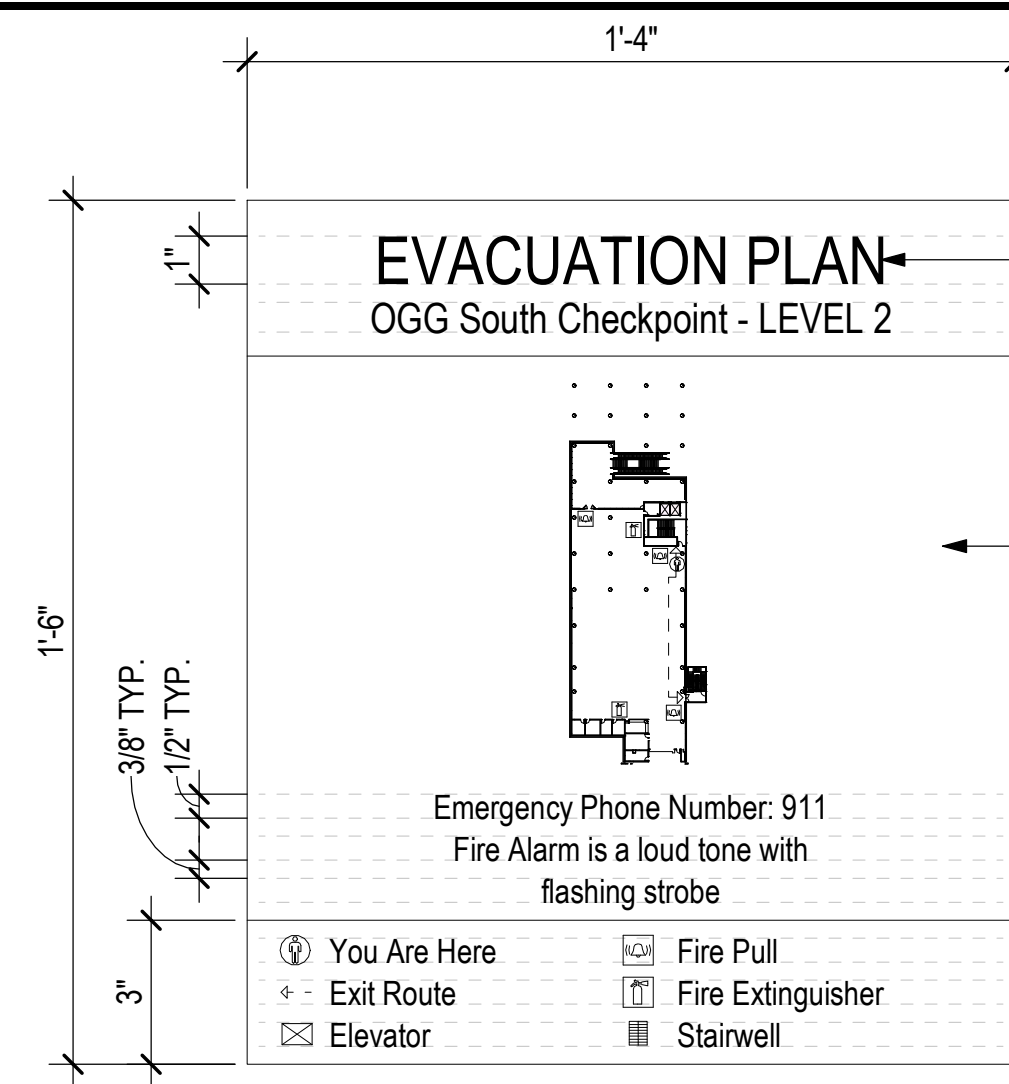 1'-4"
1"
EVACUATION PLAN
OGG South Checkpoint - LEVEL 2
1'-6"
3/8" TYP.
1/2" TYP.
Emergency Phone Number: 911
Fire Alarm is a loud tone with
flashing strobe
3"
You Are Here
Fire Pull
Exit Route
Fire Extinguisher
Elevator
Stairwell